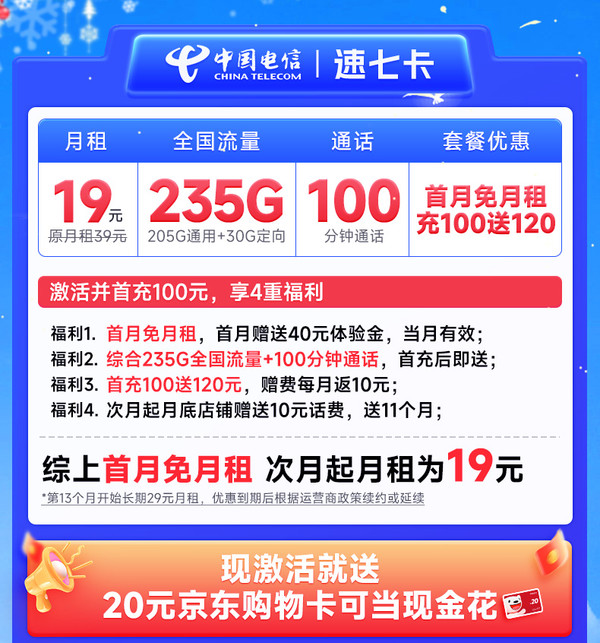 中国电信
CHINA TELECOM
速七卡
月租 全国流量 通话 套餐优惠
19元 235G 100 首月免月租
原月租39元 205G通用+30G定向 分钟通话 充100送120
激活并首充100元，享4重福利
福利1. 首月免月租，首月赠送40元体验金，当月有效；
福利2. 综合235G全国流量+100分钟通话，首充后即送；
福利3. 首充100送120元，赠费每月返10元；
福利4. 次月起月底店铺赠送10元话费，送11个月；
综上首月免月租 次月起月租为19元
*第13个月开始长期29元月租，优惠到期后根据运营商政策续约或延续
现激活就送
20元京东购物卡可当现金花
20